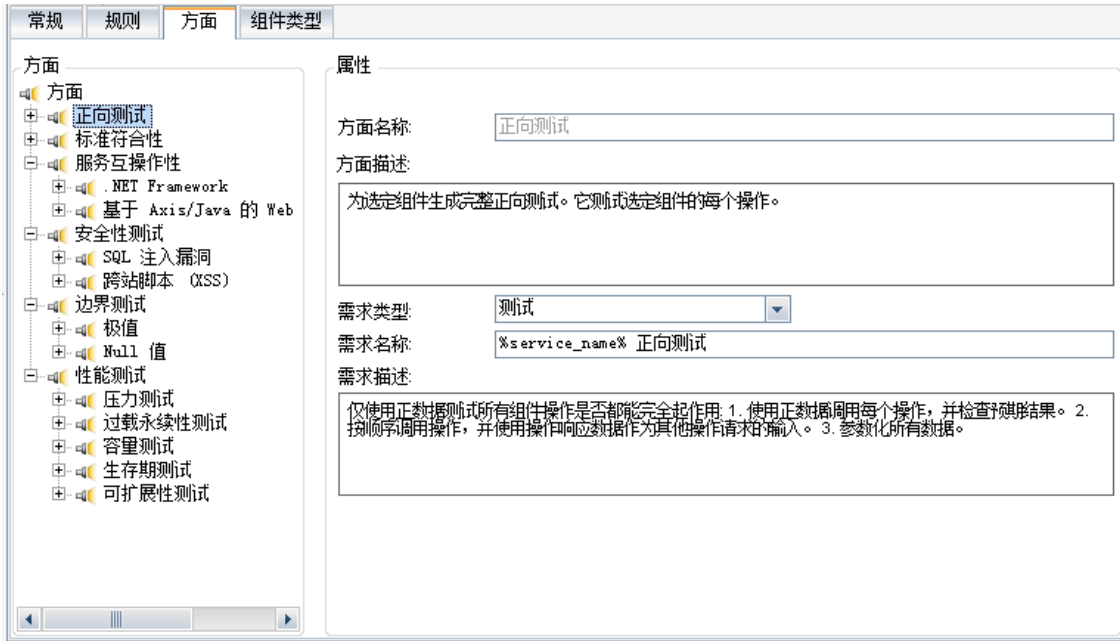 常规 规则 方面 组件类型
方面
方面
正向测试
标准符合性
服务互操作性
.NET Framework
基于 Axis/Java 的 Web
安全性测试
SQL 注入漏洞
跨站脚本 (XSS)
边界测试
极值
Null 值
性能测试
压力测试
过载永续性测试
容量测试
生存期测试
可扩展性测试
属性
方面名称: 正向测试
方面描述:
为选定组件生成完整正向测试。它测试选定组件的每个操作。
需求类型: 测试
需求名称: %service_name% 正向测试
需求描述:
仅使用正数据测试所有组件操作是否都能完全起作用: 1. 使用正数据调用每个操作，并检查预期结果。 2.
按顺序调用操作，并使用操作响应数据作为其他操作请求的输入。 3. 参数化所有数据。